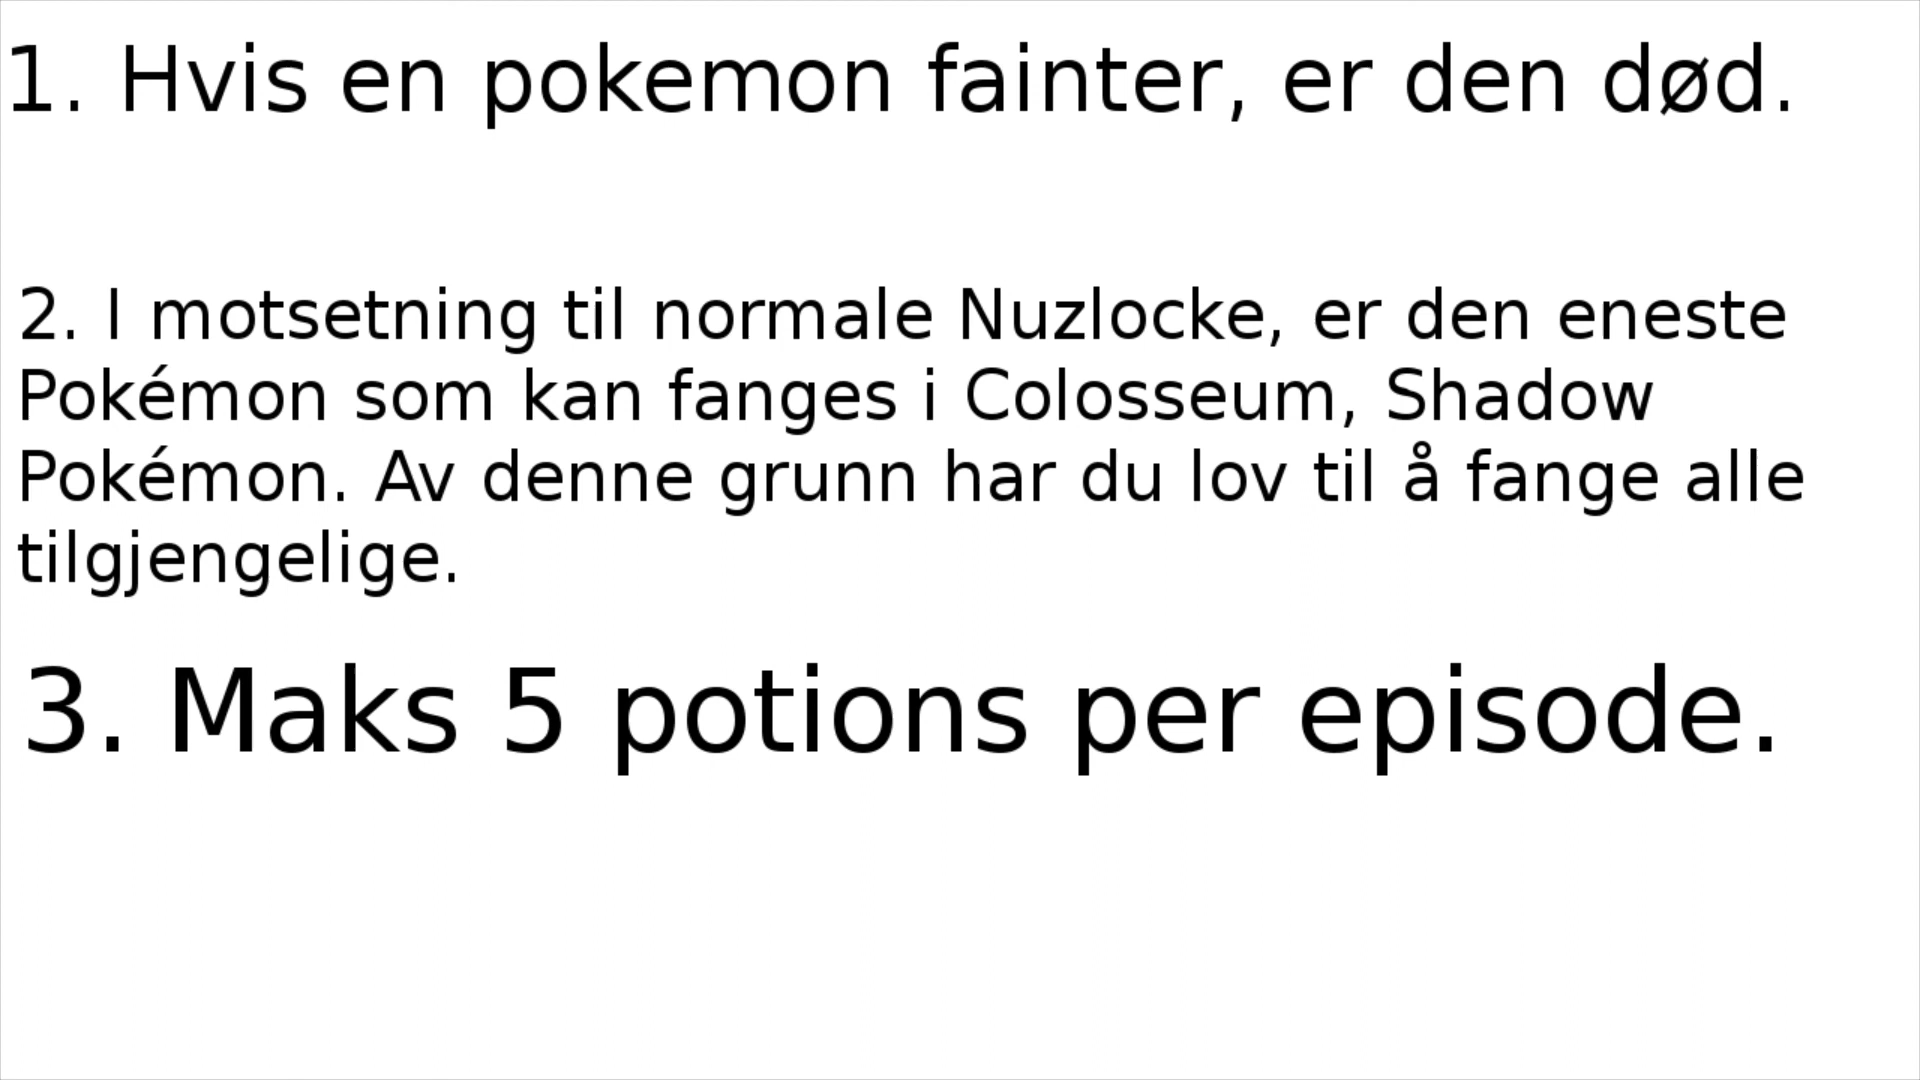 1. Hvis en pokemon fainter, er den død.
2. I motsetning til normale Nuzlocke, er den eneste
Pokémon som kan fanges i Colosseum, Shadow
Pokémon. Av denne grunn har du lov til å fange alle
tilgjengelige.
3. Maks 5 potions per episode.